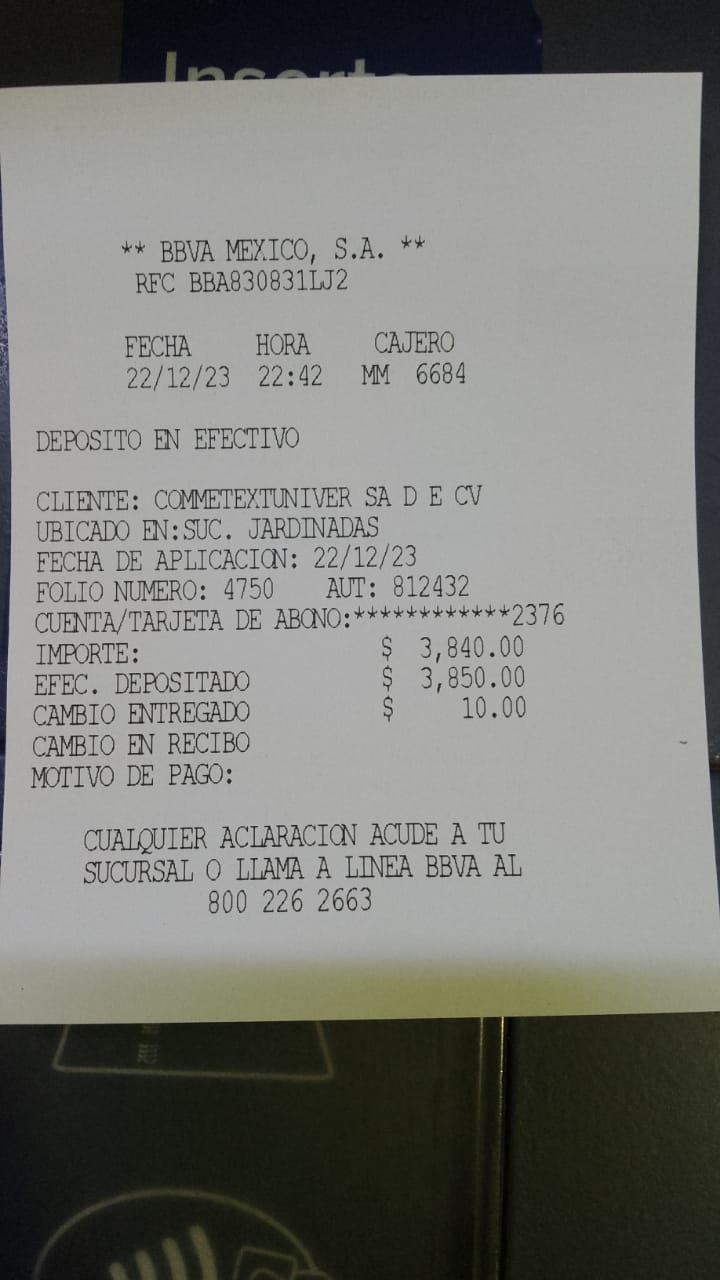 ** BBVA MEXICO, S.A. **
RFC BBA830831LJ2
FECHA HORA CAJERO
22/12/23 22:42 MM 6684
DEPOSITO EN EFECTIVO
CLIENTE: COMMETEXTUNIVER SA D E CV
UBICADO EN:SUC. JARDINADAS
FECHA DE APLICACION: 22/12/23
FOLIO NUMERO: 4750 AUT: 812432
CUENTA/TARJETA DE ABONO:************2376
IMPORTE: $ 3,840.00
EFEC. DEPOSITADO $ 3,850.00
CAMBIO ENTREGADO $ 10.00
CAMBIO EN RECIBO
MOTIVO DE PAGO:
CUALQUIER ACLARACION ACUDE A TU
SUCURSAL O LLAMA A LINEA BBVA AL
800 226 2663